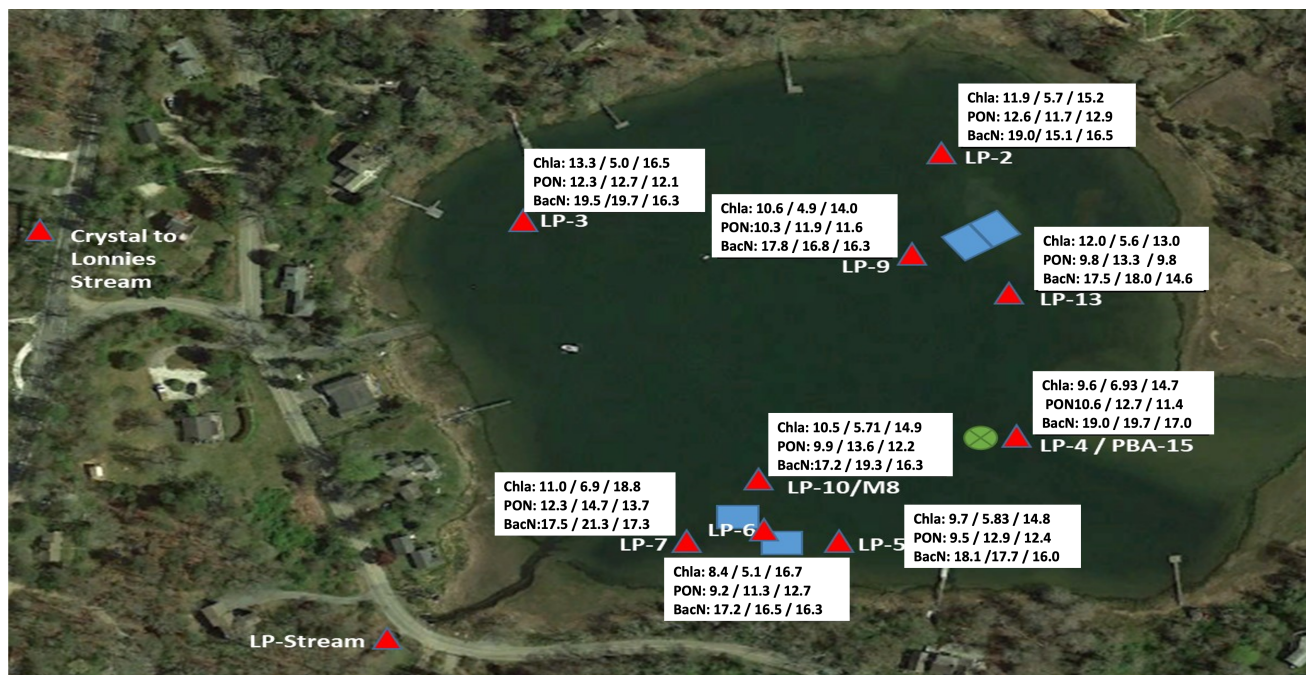 Chla: 11.9 / 5.7 / 15.2
PON: 12.6 / 11.7 / 12.9
BacN: 19.0/ 15.1 / 16.5
LP-2
Chla: 13.3 / 5.0 / 16.5
PON: 12.3 / 12.7 / 12.1
BacN: 19.5 /19.7 / 16.3
LP-3
Chla: 10.6 / 4.9 / 14.0
PON:10.3 / 11.9 / 11.6
BacN: 17.8 / 16.8 / 16.3
LP-9
Crystal to
Lonnies
Stream
Chla: 12.0 / 5.6 / 13.0
PON: 9.8 / 13.3 / 9.8
BacN: 17.5 / 18.0 / 14.6
LP-13
Chla: 9.6 / 6.93 / 14.7
PON10.6 / 12.7 / 11.4
BacN: 19.0 / 19.7 / 17.0
LP-4 / PBA-15
Chla: 10.5 / 5.71 / 14.9
PON: 9.9 / 13.6 / 12.2
BacN:17.2 / 19.3 / 16.3
LP-10/M8
Chla: 11.0 / 6.9 / 18.8
PON: 12.3 / 14.7 / 13.7
BacN:17.5 / 21.3 / 17.3
LP-7
LP-6
LP-5
Chla: 9.7 / 5.83 / 14.8
PON: 9.5 / 12.9 / 12.4
BacN: 18.1 /17.7 / 16.0
Chla: 8.4 / 5.1 / 16.7
PON: 9.2 / 11.3 / 12.7
BacN: 17.2 / 16.5 / 16.3
LP-Stream